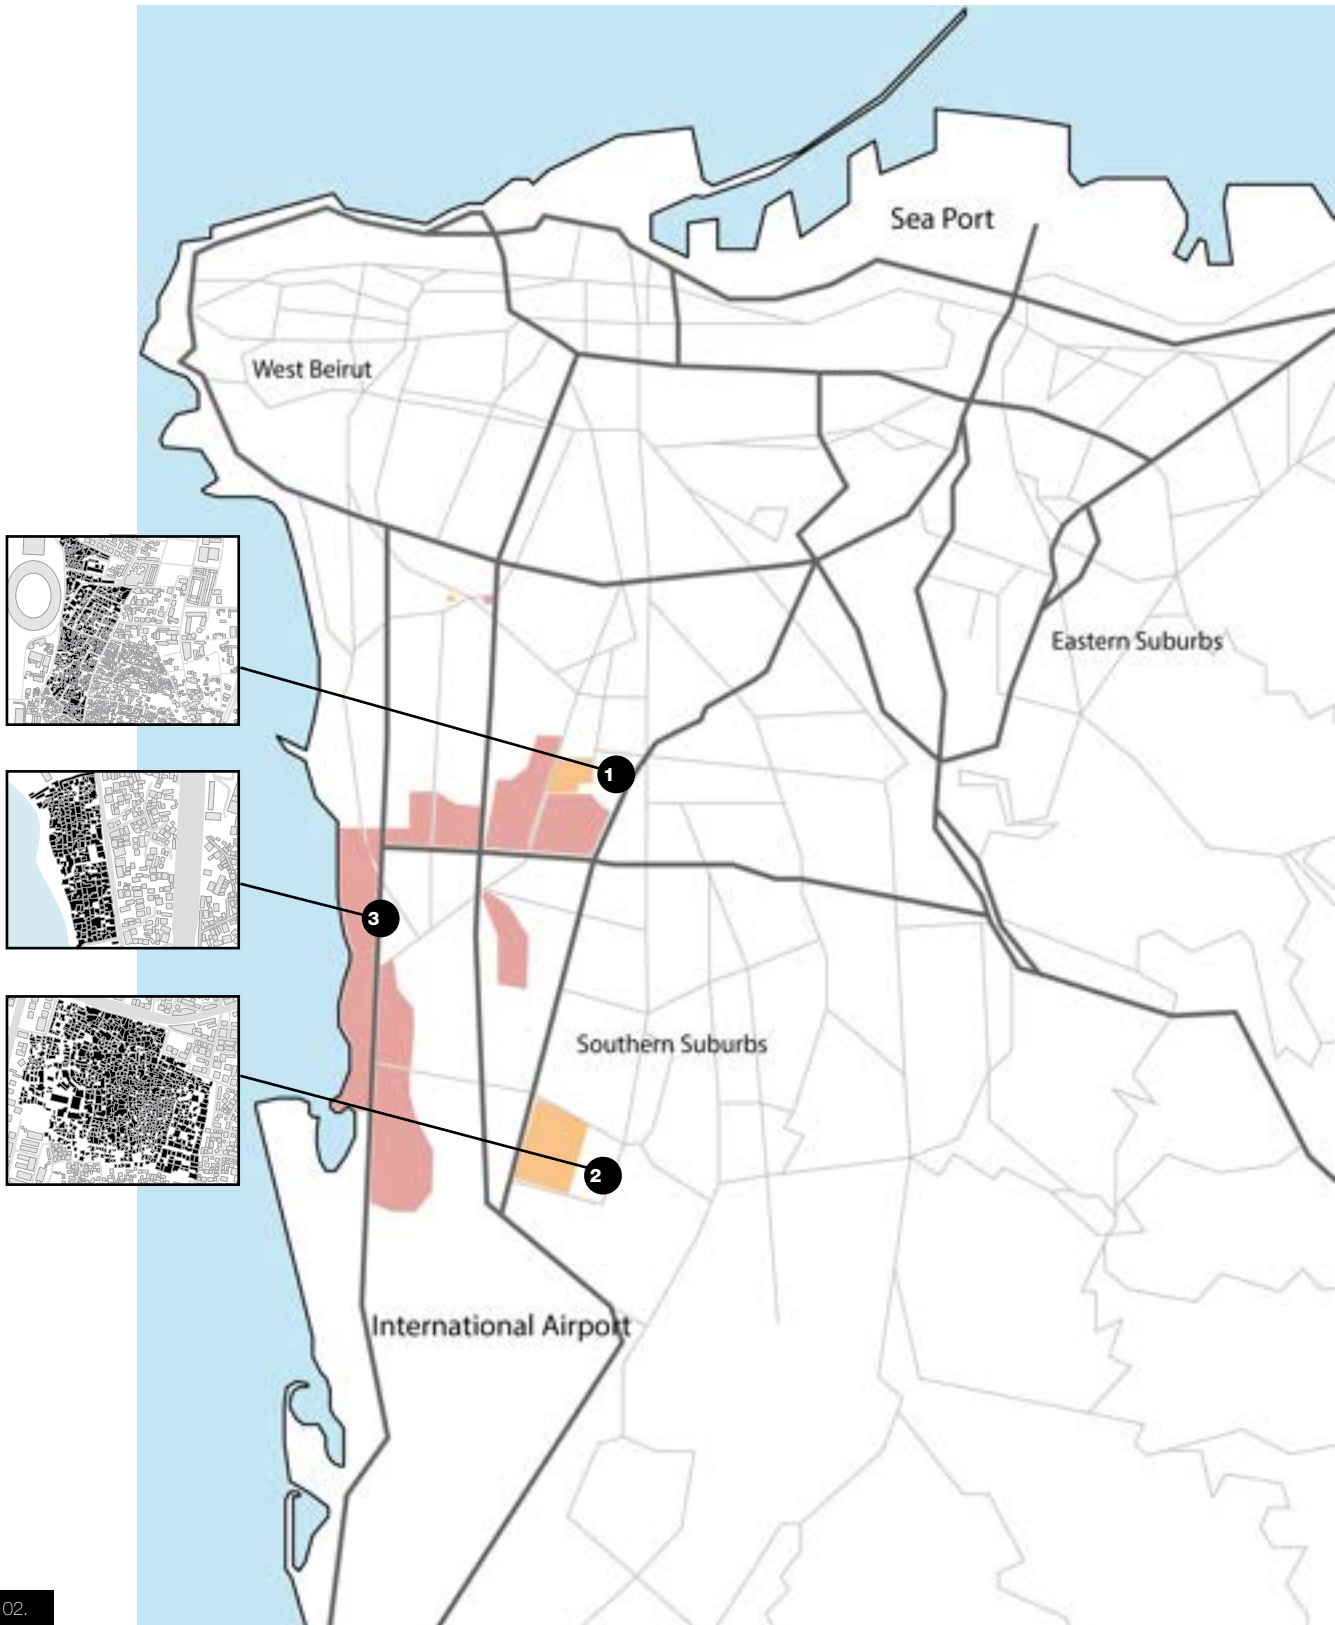 Sea Port
West Beirut
Eastern Suburbs
1
3
Southern Suburbs
2
International Airport
02.